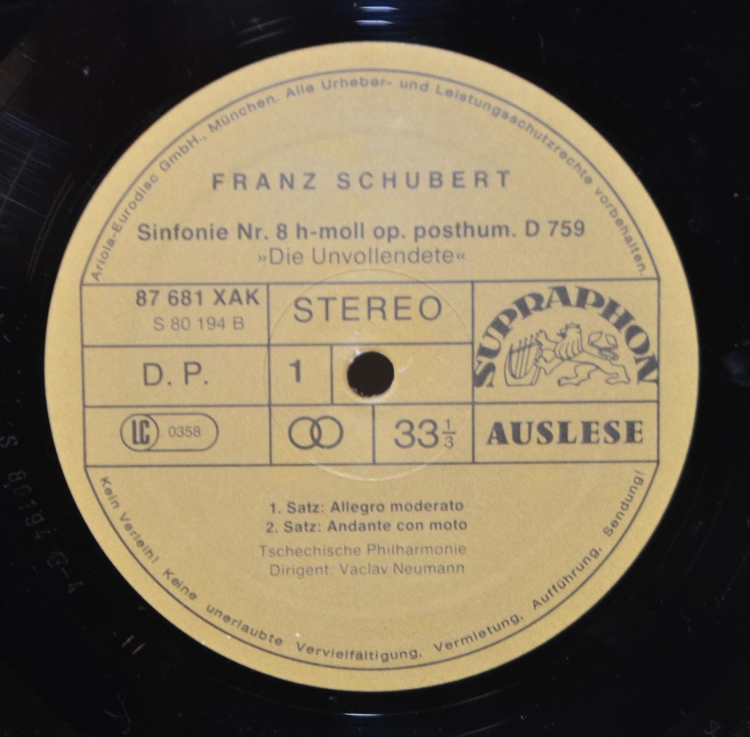 Ariola-Eurodisc GmbH., München. Alle Urheber- und Leistungsschutzrechte vorbehalten.
FRANZ SCHUBERT
Sinfonie Nr. 8 h-moll op. posthum. D 759
»Die Unvollendete«
87 681 XAK
S 80 194 B
STEREO
SUPRAPHON
D. P.
1
LC 0358
33 1/3
AUSLESE
1. Satz: Allegro moderato
2. Satz: Andante con moto
Tschechische Philharmonie
Dirigent: Vaclav Neumann
Kein Verleih! Keine unerlaubte Vervielfältigung, Vermietung, Aufführung, Sendung!